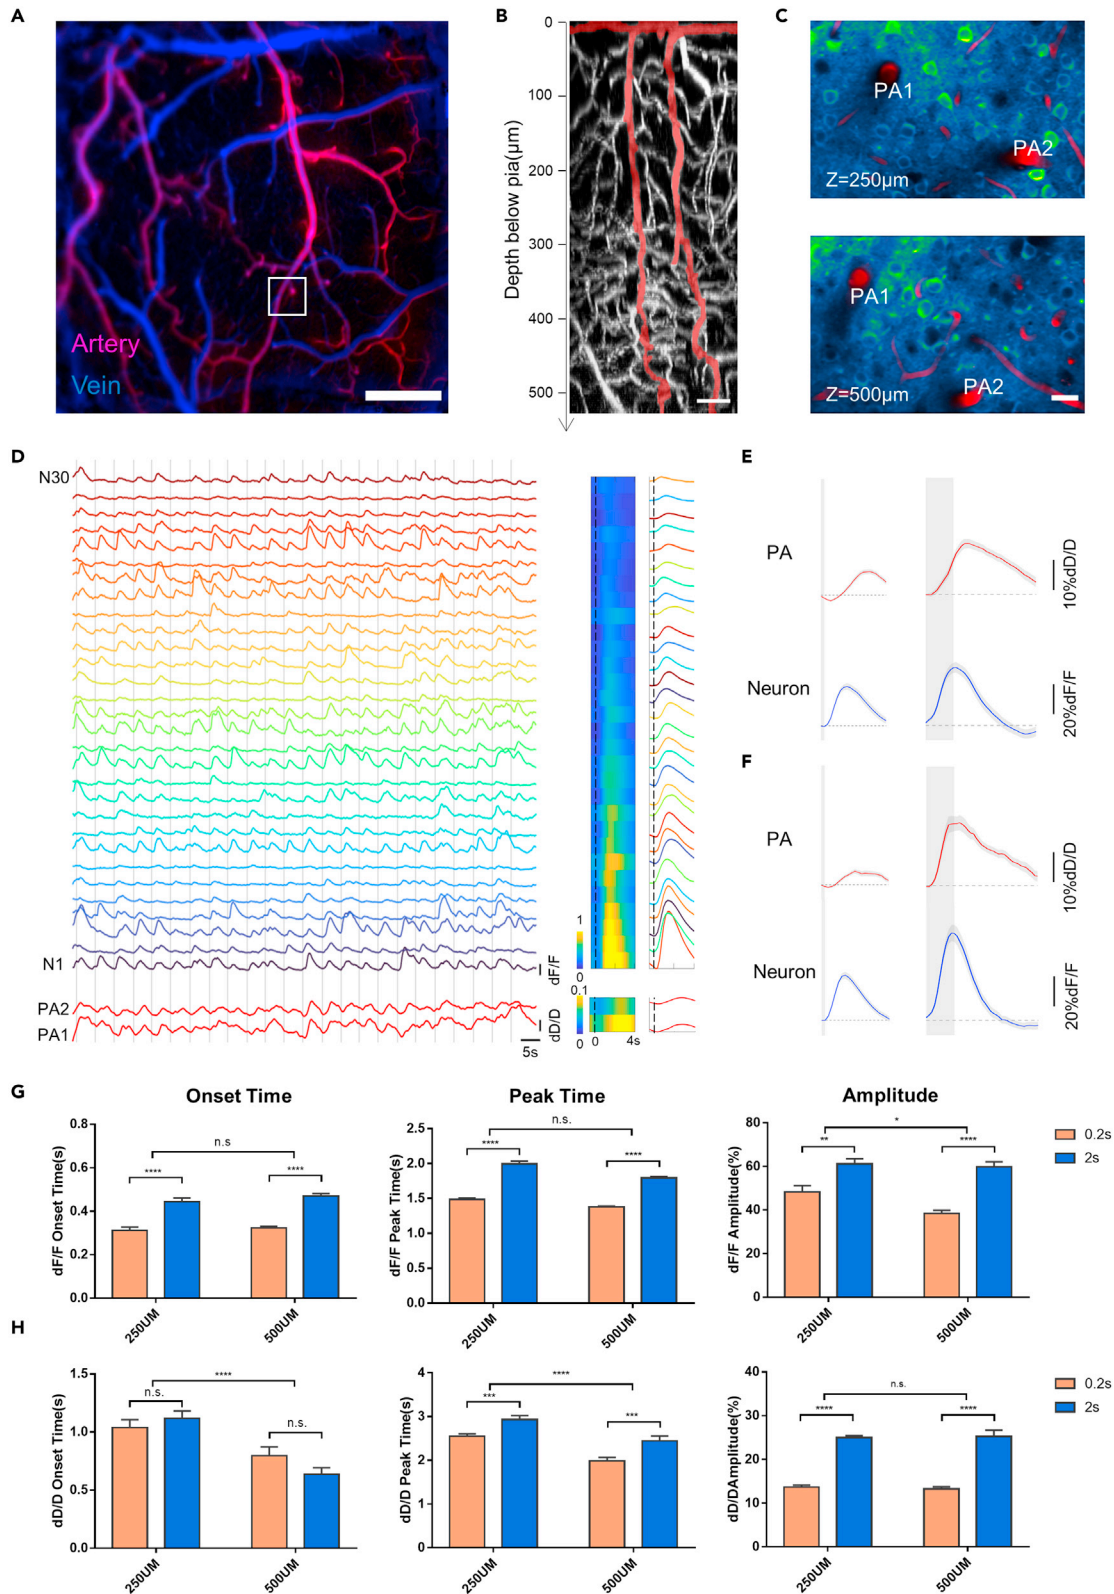 A
Artery
Vein
B
Depth below pia(µm)
0
100
200
300
400
500
C
PA1
PA2
Z=250µm
PA1
PA2
Z=500µm
D
N30
N1
PA2
PA1
5s
dF/F
dD/D
1
0
0.1
0
0
4s
E
PA
10%dD/D
Neuron
20%dF/F
F
PA
10%dD/D
Neuron
20%dF/F
G
Onset Time
dF/F Onset Time(s)
0.8
0.6
0.4
0.2
0.0
n.s
****
****
250UM
500UM
Peak Time
dF/F Peak Time(s)
2.5
2.0
1.5
1.0
0.5
0.0
n.s.
****
****
250UM
500UM
Amplitude
dF/F Amplitude(%)
80
60
40
20
0
*
**
****
250UM
500UM
0.2s
2s
H
dD/D Onset Time(s)
1.5
1.0
0.5
0.0
****
n.s.
n.s.
250UM
500UM
dD/D Peak Time(s)
4
3
2
1
0
****
***
***
250UM
500UM
dD/DAmplitude(%)
40
30
20
10
0
n.s.
****
****
250UM
500UM
0.2s
2s